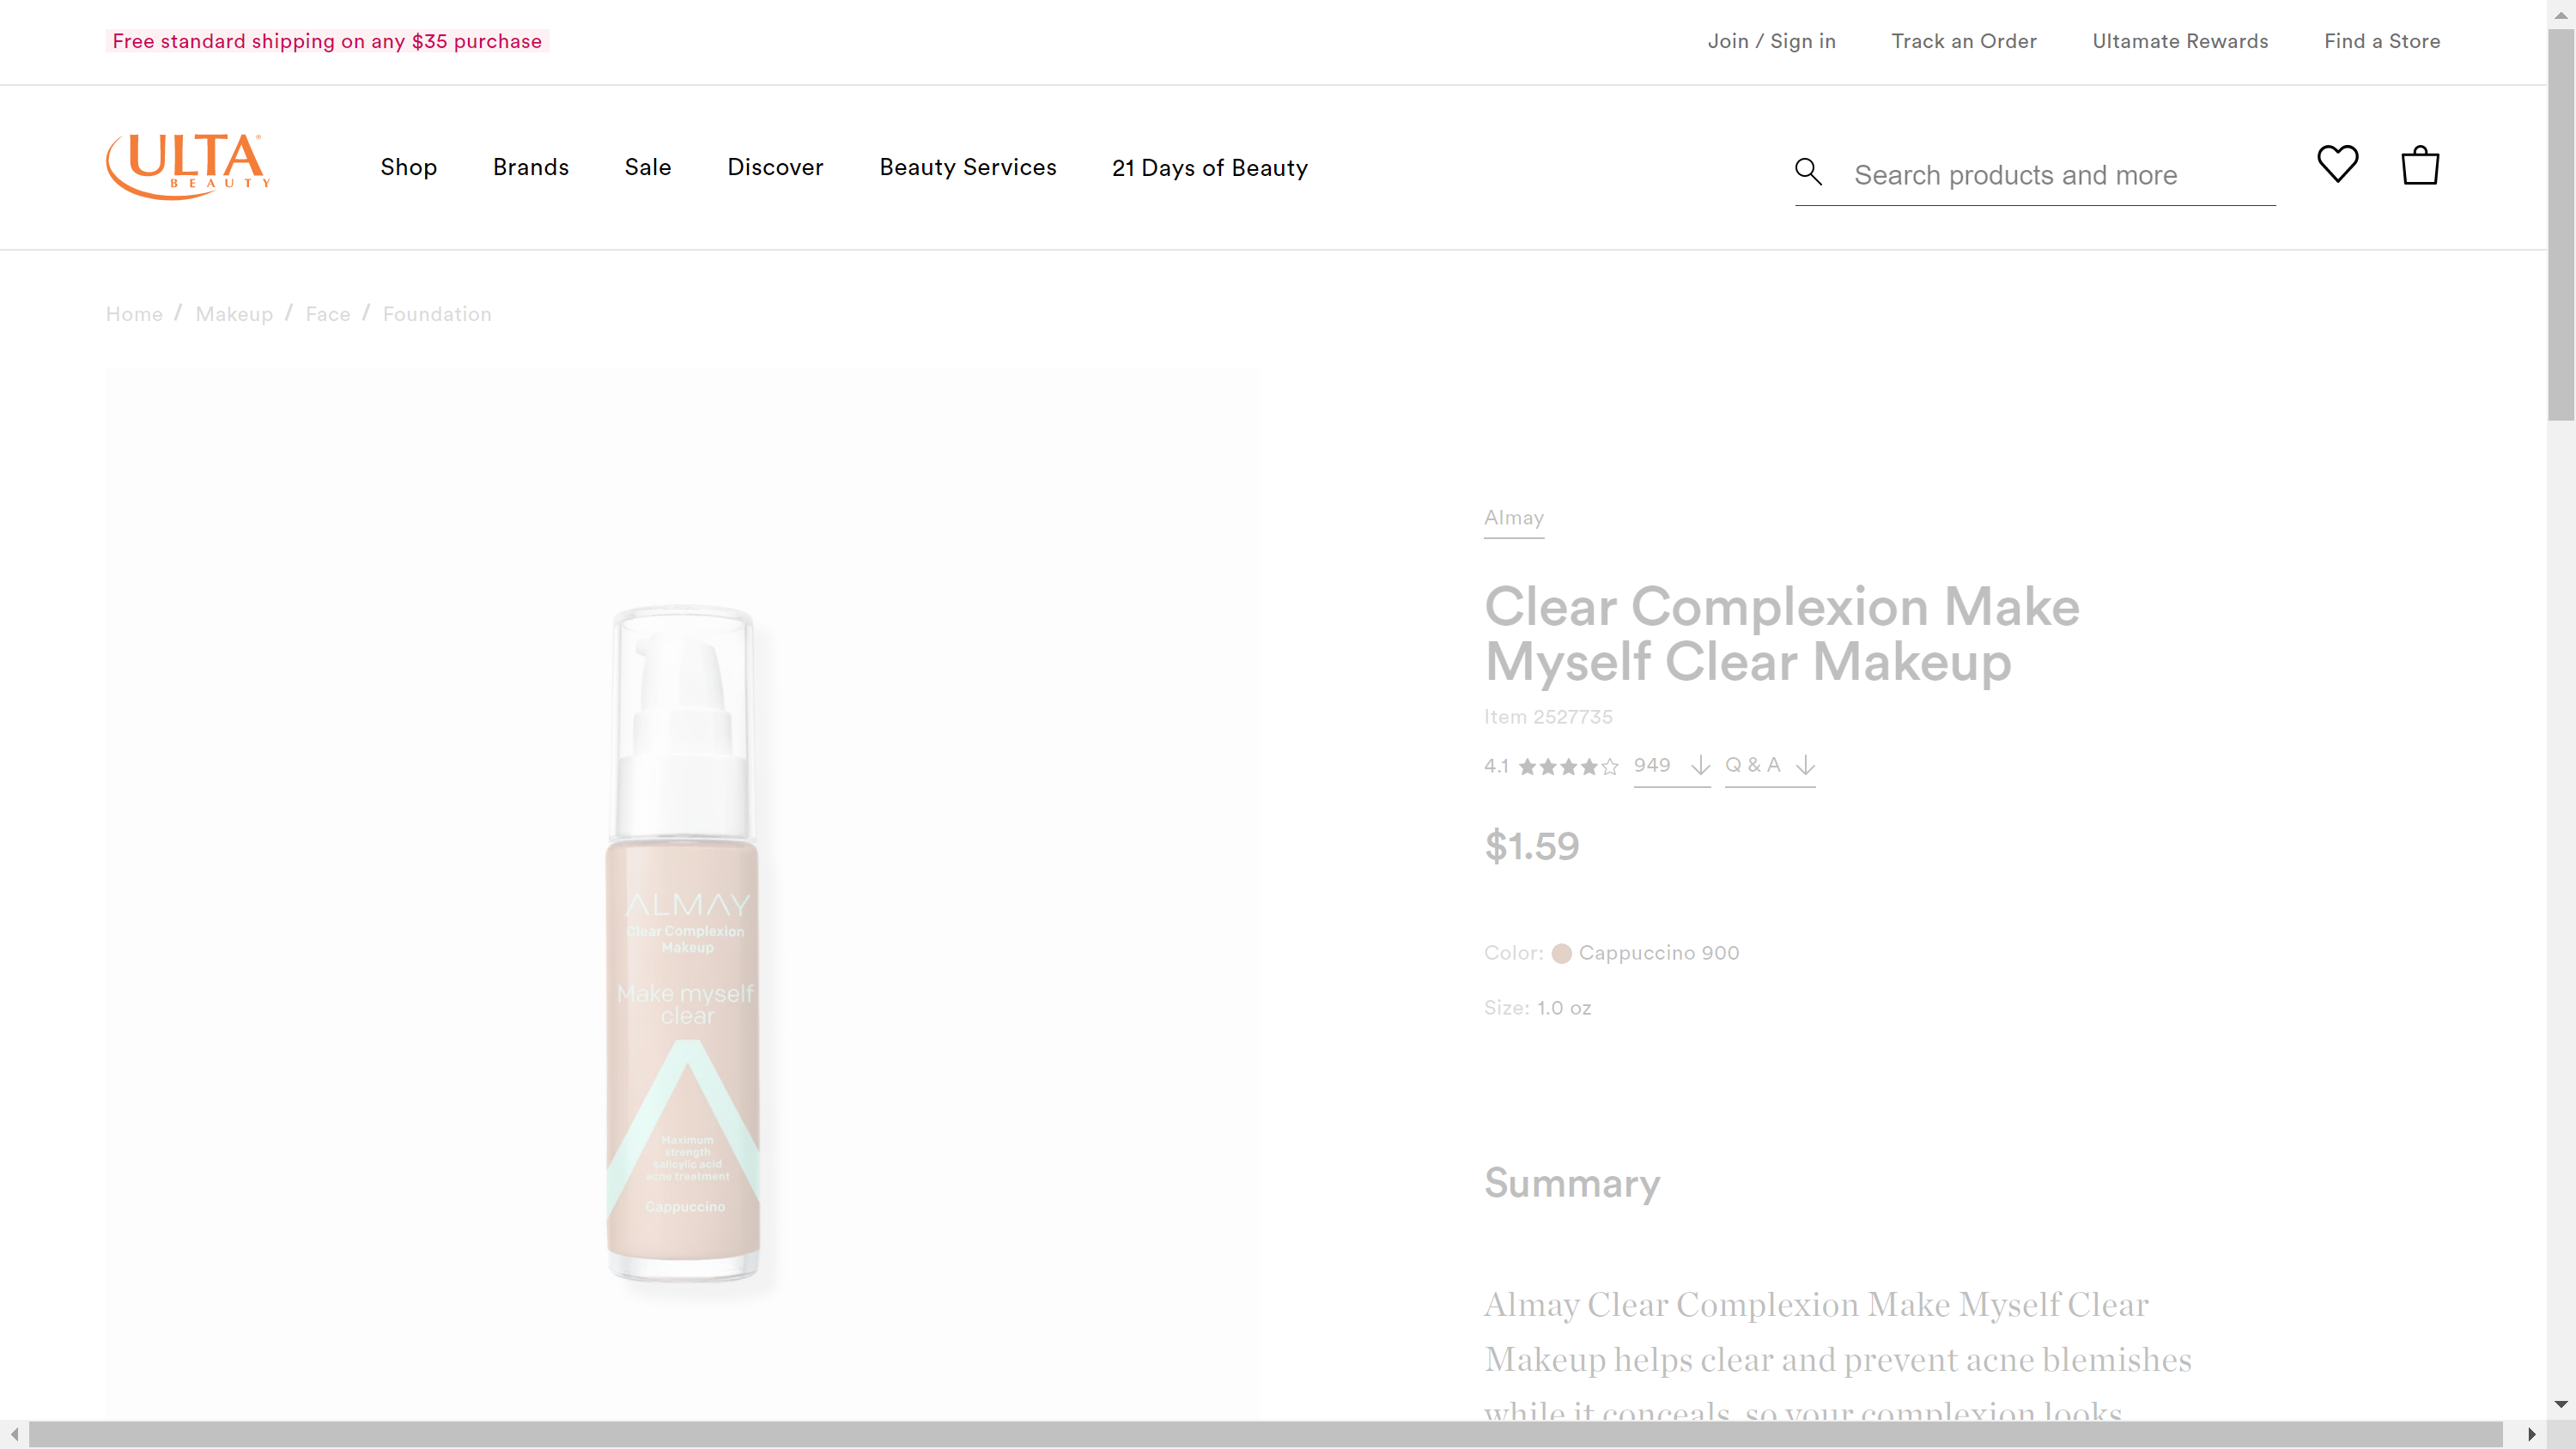 Free standard shipping on any $35 purchase
Join / Sign in
Track an Order
Ultamate Rewards
Find a Store
ULTA
BEAUTY
Shop
Brands
Sale
Discover
Beauty Services
21 Days of Beauty
Search products and more
Home / Makeup / Face / Foundation
ALMAY
Clear Complexion
Makeup
Make myself
clear
Maximum
strength
salicylic acid
acne treatment
Cappuccino
Almay
Clear Complexion Make
Myself Clear Makeup
Item 2527735
4.1
949
Q & A
$1.59
Color: Cappuccino 900
Size: 1.0 oz
Summary
Almay Clear Complexion Make Myself Clear
Makeup helps clear and prevent acne blemishes
while it conceals, so your complexion looks